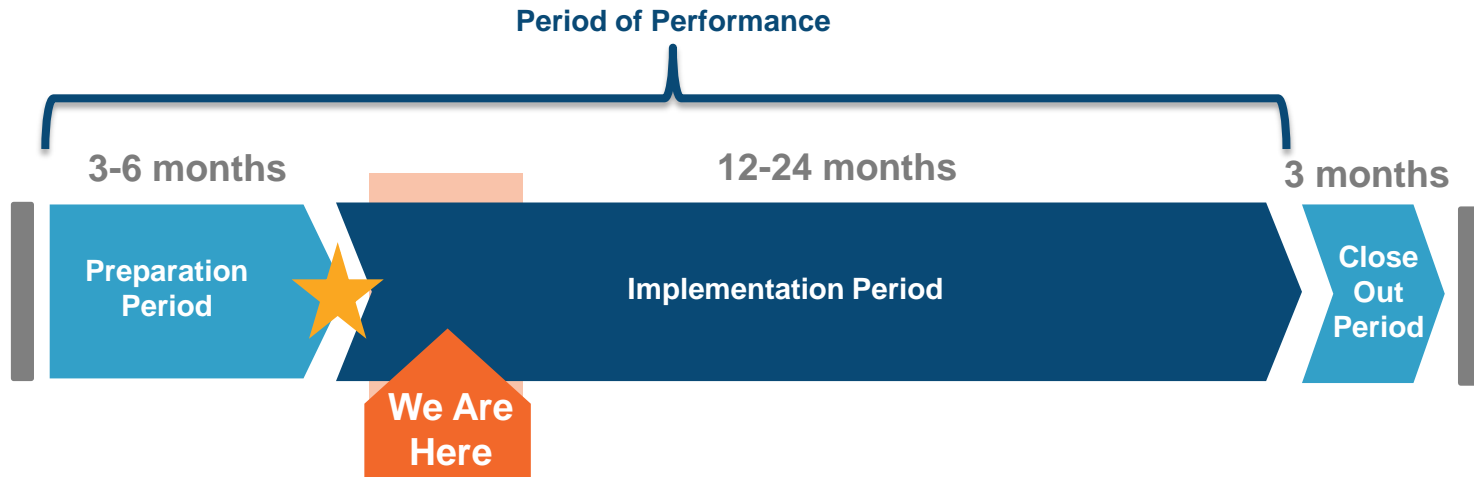 Period of Performance
3-6 months
12-24 months
3 months
Preparation
Period
Implementation Period
Close
Out
Period
We Are
Here